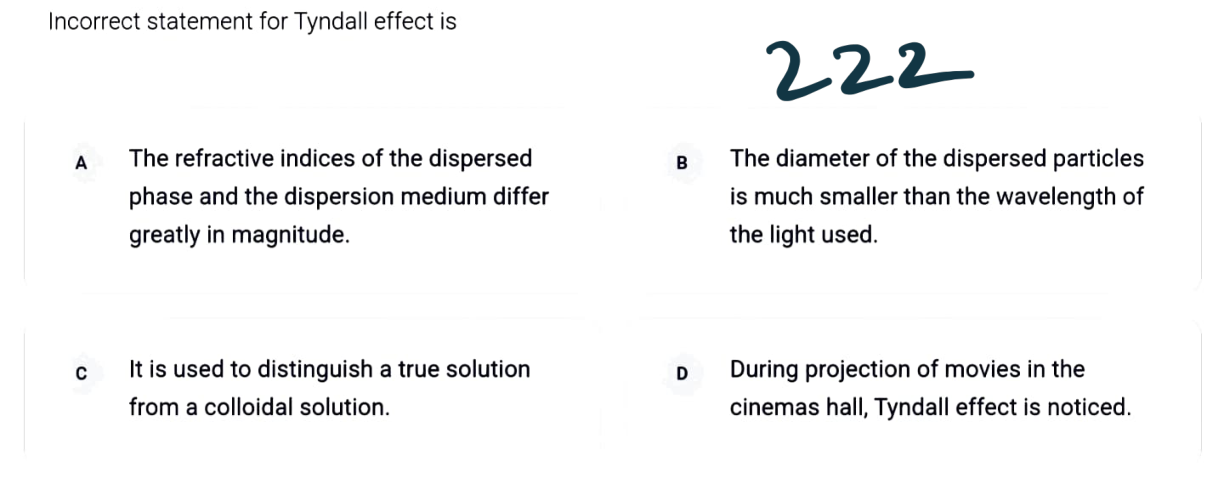 Incorrect statement for Tyndall effect is
222
A The refractive indices of the dispersed
phase and the dispersion medium differ
greatly in magnitude.
B The diameter of the dispersed particles
is much smaller than the wavelength of
the light used.
C It is used to distinguish a true solution
from a colloidal solution.
D During projection of movies in the
cinemas hall, Tyndall effect is noticed.